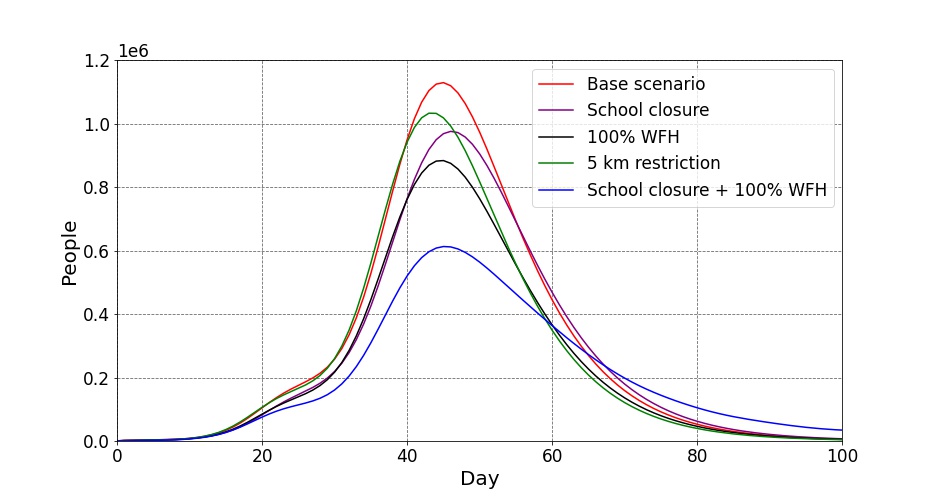 1e6
1.2
1.0
0.8
0.6
0.4
0.2
0.0
People
Base scenario
School closure
100% WFH
5 km restriction
School closure + 100% WFH
0 20 40 60 80 100
Day